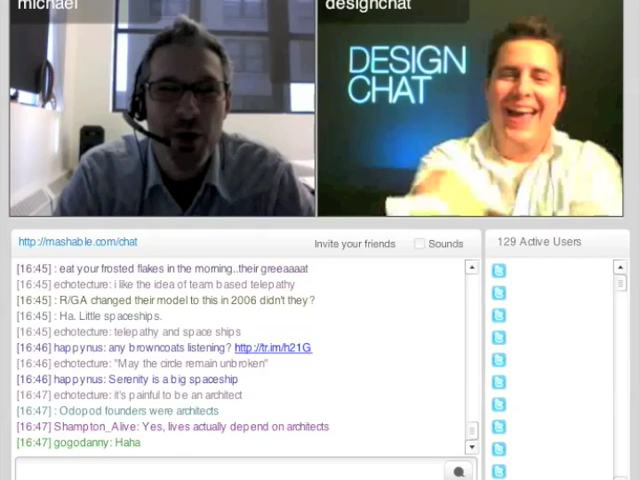 michael
designchat
DESIGN
CHAT
http://mashable.com/chat
Invite your friends
Sounds
129 Active Users
[16:45] : eat your frosted flakes in the morning..their greeaaaat
[16:45] echotecture: i like the idea of team based telepathy
[16:45] : R/GA changed their model to this in 2006 didn't they?
[16:45] : Ha. Little spaceships.
[16:45] echotecture: telepathy and space ships
[16:46] happynus: any browncoats listening? http://tr.im/h21G
[16:46] echotecture: "May the circle remain unbroken"
[16:46] happynus: Serenity is a big spaceship
[16:47] echotecture: it's painful to be an architect
[16:47] : Odopod founders were architects
[16:47] Shampton_Alive: Yes, lives actually depend on architects
[16:47] gogodanny: Haha